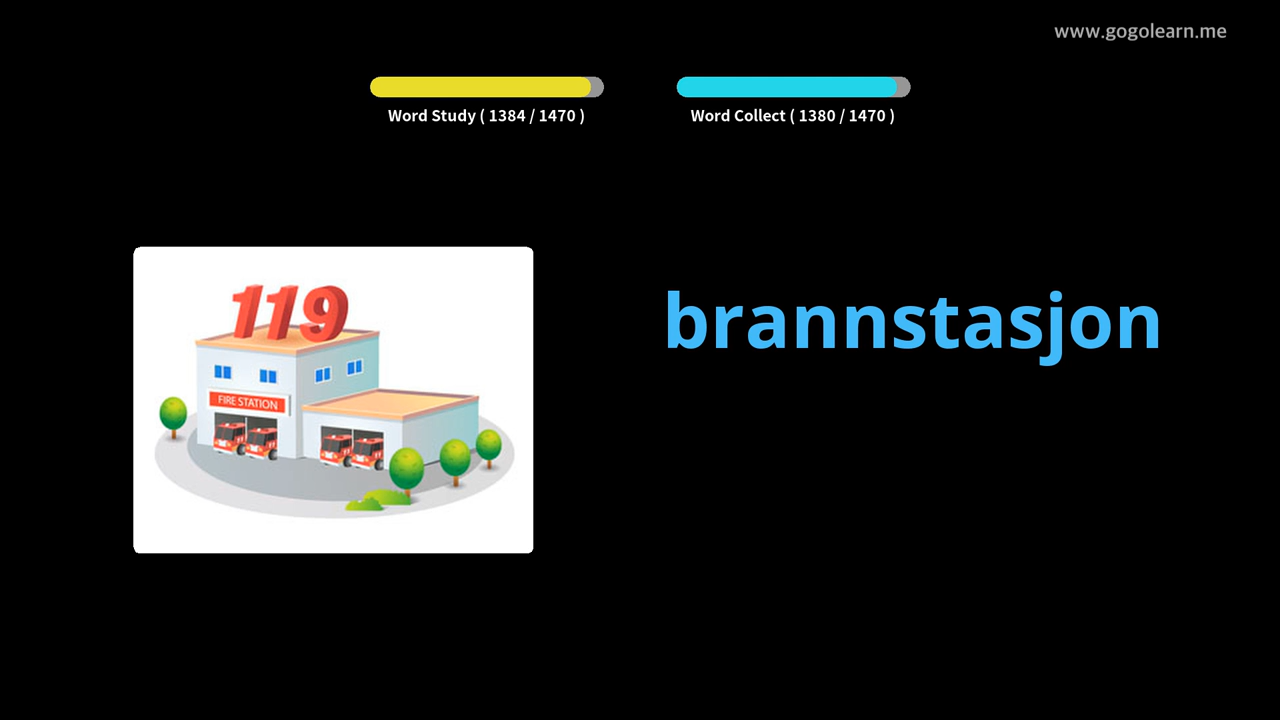 www.gogolearn.me
Word Study ( 1384 / 1470 )
Word Collect ( 1380 / 1470 )
119
FIRE STATION
brannstasjon